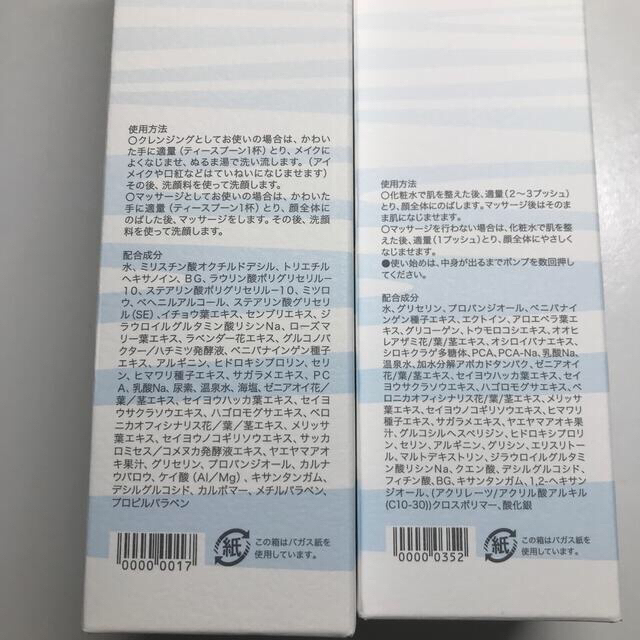 使用方法
○クレンジングとしてお使いの場合は、かわい
た手に適量(ティースプーン1杯)とり、メイクに
よくなじませ、ぬるま湯で洗い流します。(アイ
メイクや口紅などはていねいになじませます)
その後、洗顔料を使って洗顔します。
○マッサージとしてお使いの場合は、かわいた
手に適量(ティースプーン1杯)とり、顔全体に
のばした後、マッサージをします。その後、洗顔
料を使って洗顔します。
配合成分
水、ミリスチン酸オクチルドデシル、トリエチル
ヘキサノイン、BG、ラウリン酸ポリグリセリル-
10、ステアリン酸ポリグリセリル-10、ミツロ
ウ、ベヘニルアルコール、ステアリン酸グリセリ
ル(SE)、イチョウ葉エキス、センブリエキス、ジ
ラウロイルグルタミン酸リシンNa、ローズマ
リー葉エキス、ラベンダー花エキス、グルコノバ
クター/ハチミツ発酵液、ベニバナインゲン種子
エキス、アルギニン、ヒドロキシプロリン、セリ
ン、ヒマワリ種子エキス、サガラメエキス、PC
A、乳酸Na、尿素、温泉水、海塩、ゼニアオイ花/
葉/茎エキス、セイヨウハッカ葉エキス、セイヨ
ウサクラソウエキス、ハゴロモグサエキス、ベロ
ニカオフィシナリス花/葉/茎エキス、メリッサ
葉エキス、セイヨウノコギリソウエキス、サッカ
ロミセス/コメヌカ発酵液エキス、ヤエヤマアオ
キ果汁、グリセリン、プロパンジオール、カルナ
ウバロウ、ケイ酸(Al/Mg)、キサンタンガム、
デシルグルコシド、カルボマー、メチルパラベン、
プロピルパラベン
0000 0017
紙
この箱はバガス紙を
使用しています。
使用方法
○化粧水で肌を整えた後、適量(2〜3プッシュ)
とり、顔全体にのばします。マッサージ後はそのま
ま肌になじませます。
○マッサージを行わない場合は、化粧水で肌を整
えた後、適量(1プッシュ)とり、顔全体にやさしく
なじませます。
●使い始めは、中身が出るまでポンプを数回押し
てください。
配合成分
水、グリセリン、プロパンジオール、ベニバナイ
ンゲン種子エキス、エクトイン、アロエベラ葉エ
キス、グリコーゲン、トウモロコシエキス、オオヒ
レアザミ花/葉/茎エキス、オシロイバナエキス、
シロキクラゲ多糖体、PCA、PCA-Na、乳酸Na、
温泉水、加水分解アボカドタンパク、ゼニアオイ
花/葉/茎エキス、セイヨウハッカ葉エキス、セイ
ヨウサクラソウエキス、ハゴロモグサエキス、ベ
ロニカオフィシナリス花/葉/茎エキス、メリッサ
葉エキス、セイヨウノコギリソウエキス、ヒマワリ
種子エキス、サガラメエキス、ヤエヤマアオキ果
汁、グルコシルヘスペリジン、ヒドロキシプロリ
ン、セリン、アルギニン、グリシン、エリスリトー
ル、マルトデキストリン、ジラウロイルグルタミ
ン酸リシンNa、クエン酸、デシルグルコシド、
フィチン酸、BG、キサンタンガム、1,2-ヘキサ
ンジオール、(アクリレーツ/アクリル酸アルキル
(C10-30))クロスポリマー、酸化銀
0000 0352
紙
この箱はバガス紙を
使用しています。